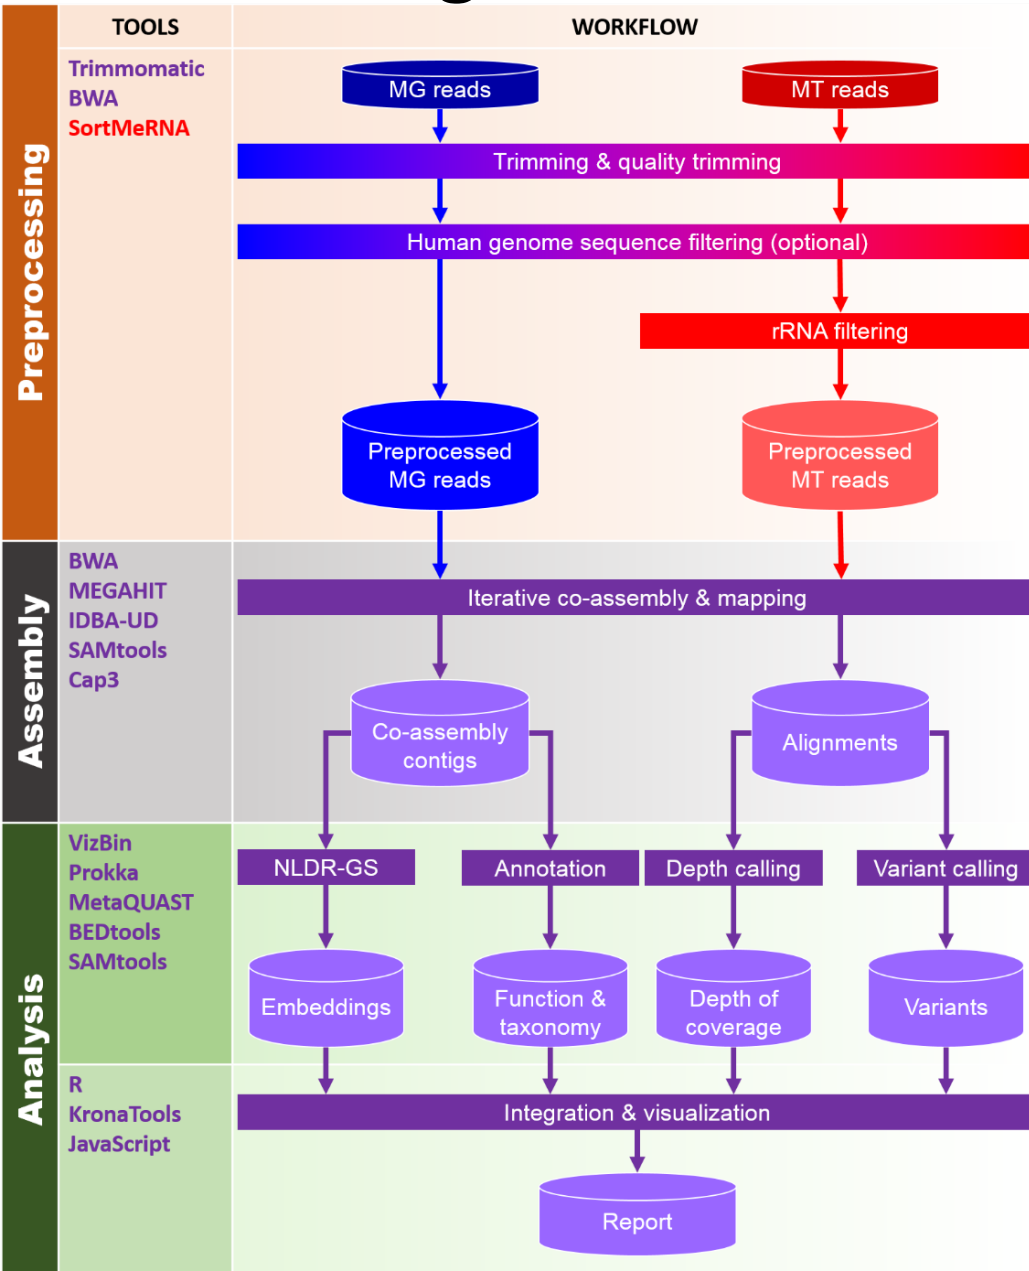 TOOLS
WORKFLOW
Preprocessing
Trimmomatic
BWA
SortMeRNA
MG reads
MT reads
Trimming & quality trimming
Human genome sequence filtering (optional)
rRNA filtering
Preprocessed
MG reads
Preprocessed
MT reads
Assembly
BWA
MEGAHIT
IDBA-UD
SAMtools
Cap3
Iterative co-assembly & mapping
Co-assembly
contigs
Alignments
Analysis
VizBin
Prokka
MetaQUAST
BEDtools
SAMtools
NLDR-GS
Annotation
Depth calling
Variant calling
Embeddings
Function &
taxonomy
Depth of
coverage
Variants
R
KronaTools
JavaScript
Integration & visualization
Report